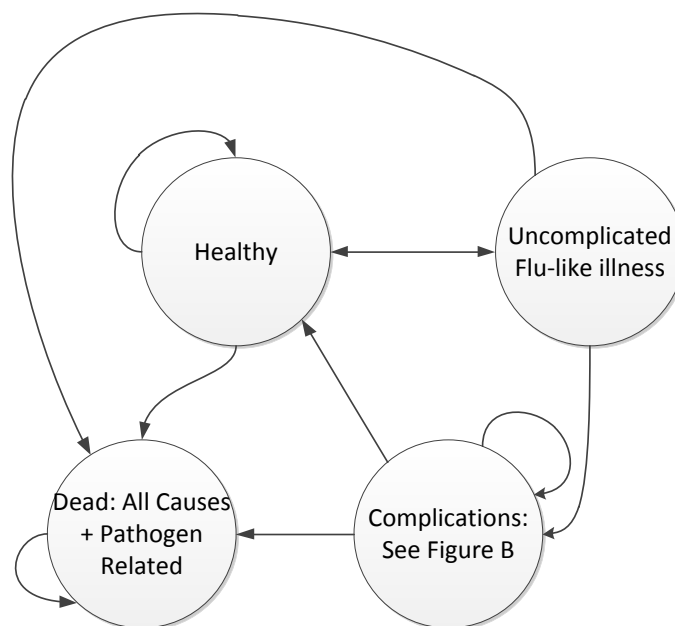 Healthy
Uncomplicated
Flu-like illness
Dead: All Causes
+ Pathogen
Related
Complications:
See Figure B